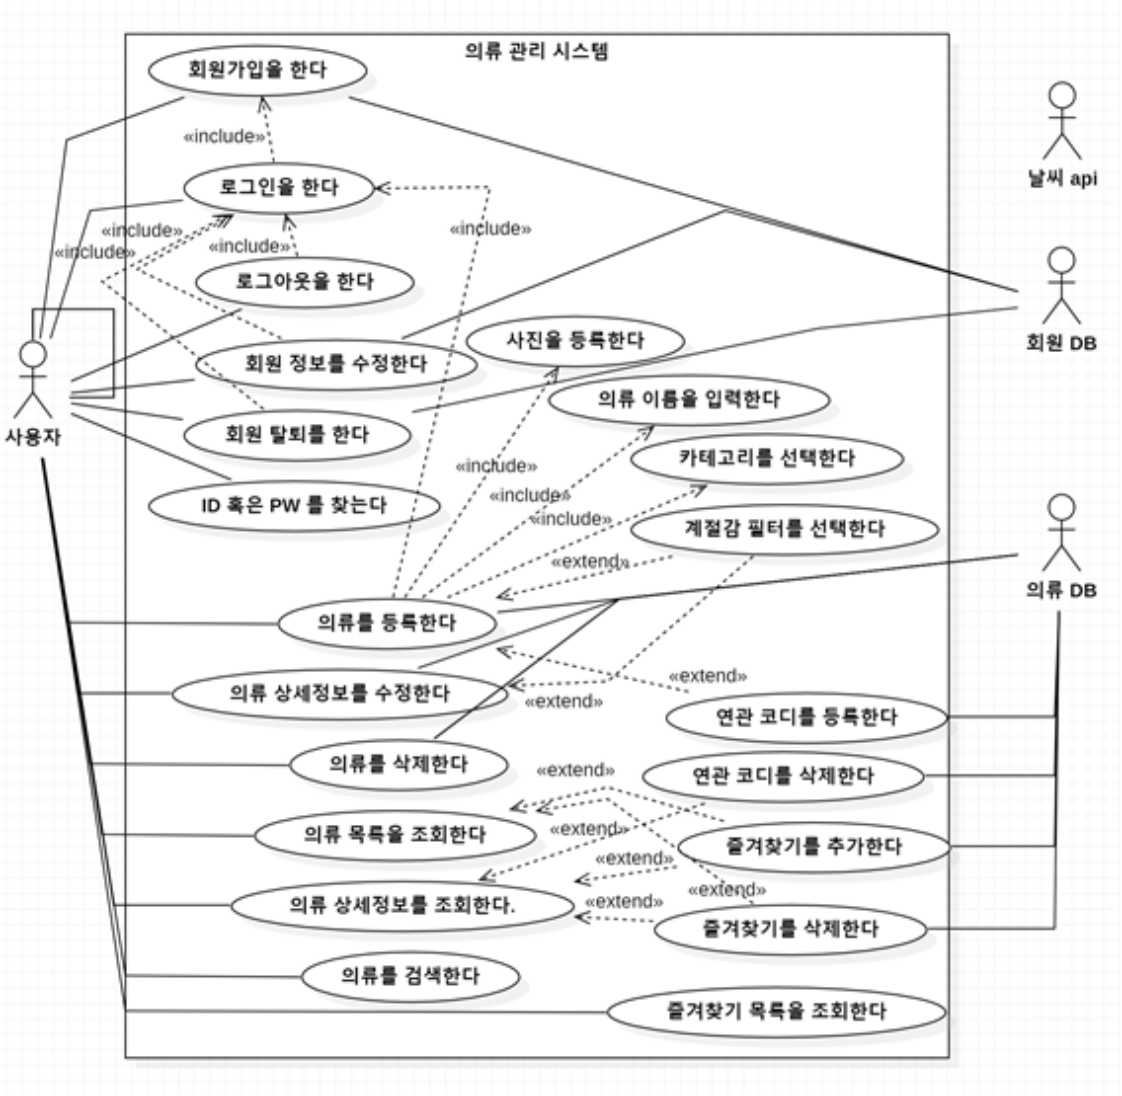 의류 관리 시스템
회원가입을 한다
날씨 api
«include»
로그인을 한다
«include»
«include»
«include»
«include»
로그아웃을 한다
회원 DB
사진을 등록한다
회원 정보를 수정한다
의류 이름을 입력한다
사용자
회원 탈퇴를 한다
카테고리를 선택한다
«include»
«include»
ID 혹은 PW 를 찾는다
«include»
계절감 필터를 선택한다
«extend»
의류 DB
의류를 등록한다
«extend»
의류 상세정보를 수정한다
«extend»
연관 코디를 등록한다
의류를 삭제한다
«extend»
연관 코디를 삭제한다
의류 목록을 조회한다
«extend»
즐겨찾기를 추가한다
«extend»
«extend»
의류 상세정보를 조회한다.
«extend»
즐겨찾기를 삭제한다
의류를 검색한다
즐겨찾기 목록을 조회한다